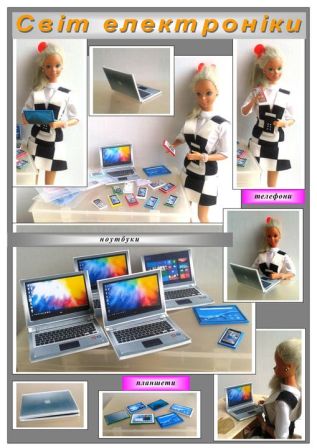 Світ електроніки
телефони
ноутбуки
планшети